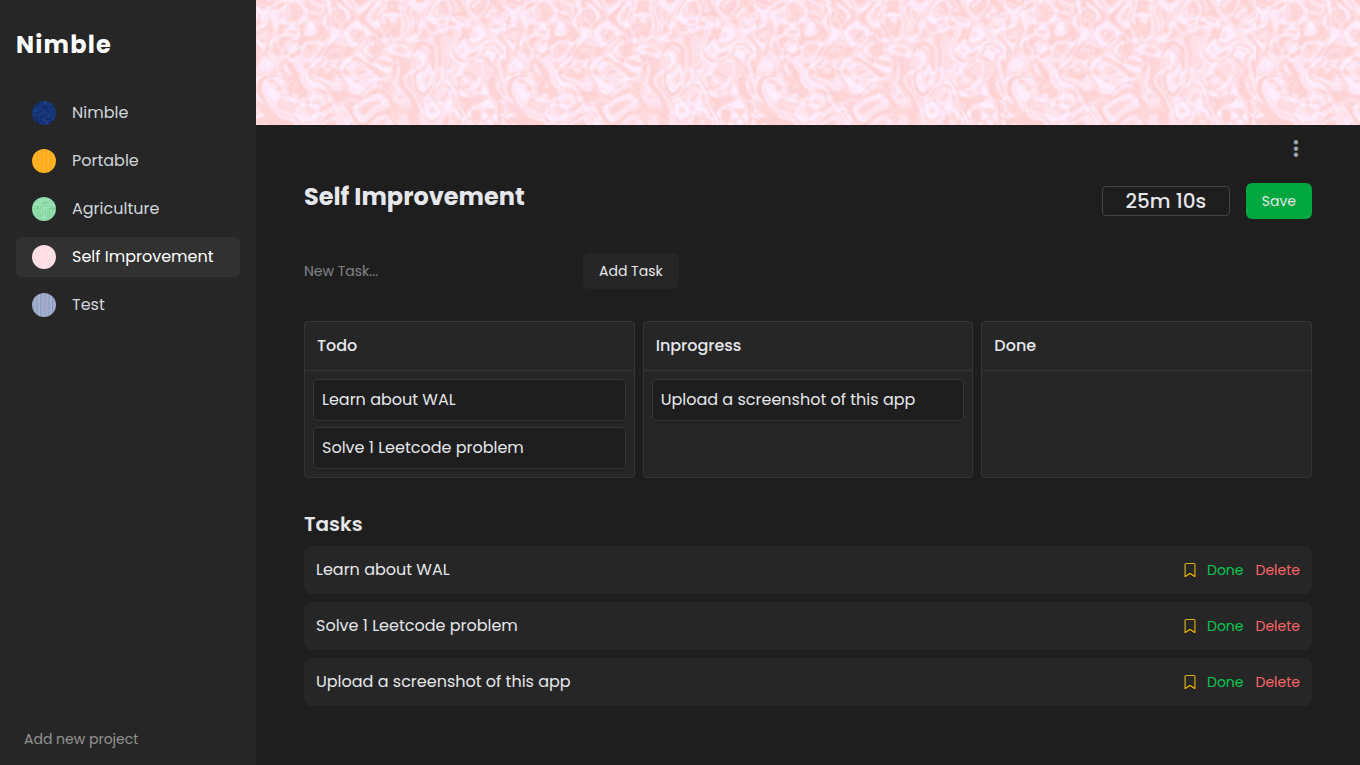 Nimble
Nimble
Portable
Agriculture
Self Improvement
Test
Add new project
Self Improvement
25m 10s
Save
New Task...
Add Task
Todo
Learn about WAL
Solve 1 Leetcode problem
Inprogress
Upload a screenshot of this app
Done
Tasks
Learn about WAL Done Delete
Solve 1 Leetcode problem Done Delete
Upload a screenshot of this app Done Delete